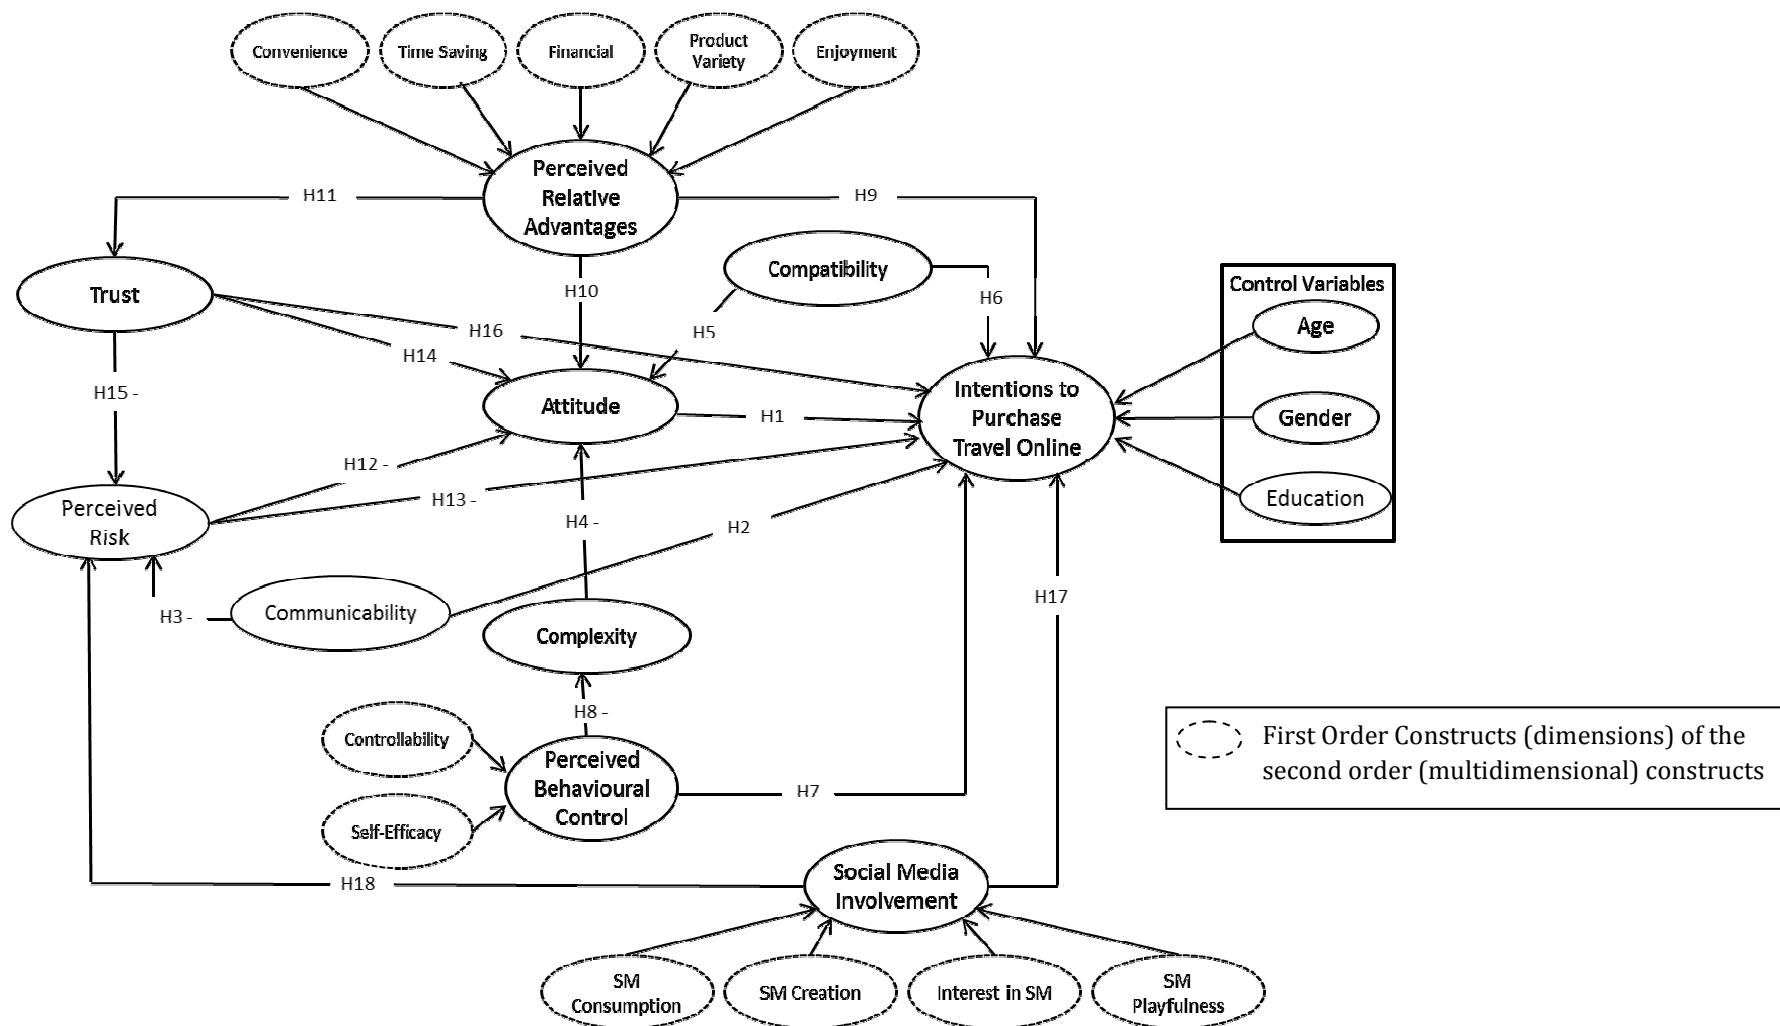 Convenience
Time Saving
Financial
Product
Variety
Enjoyment
Perceived
Relative
Advantages
H11
H9
Compatibility
Control Variables
Trust
H10
H6
Age
H16
H5
H14
H15 -
Attitude
H1
Intentions to
Purchase
Travel Online
Gender
H12 -
H13 -
Education
Perceived
Risk
H4 -
H2
H17
Communicability
H3 -
Complexity
H8 -
Controllability
Perceived
Behavioural
Control
H7
Self-Efficacy
First Order Constructs (dimensions) of the
second order (multidimensional) constructs
H18
Social Media
Involvement
SM
Consumption
SM Creation
Interest in SM
SM
Playfulness